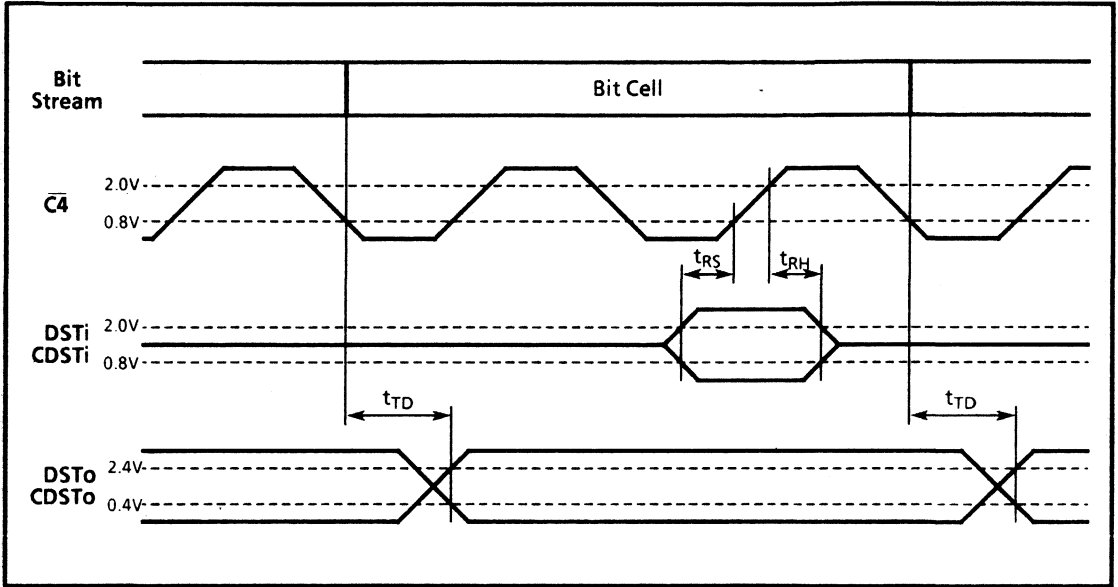 Bit
Stream
Bit Cell
C4
2.0V
0.8V
tRS
tRH
DSTi
CDSTi
2.0V
0.8V
tTD
tTD
DSTo
CDSTo
2.4V
0.4V